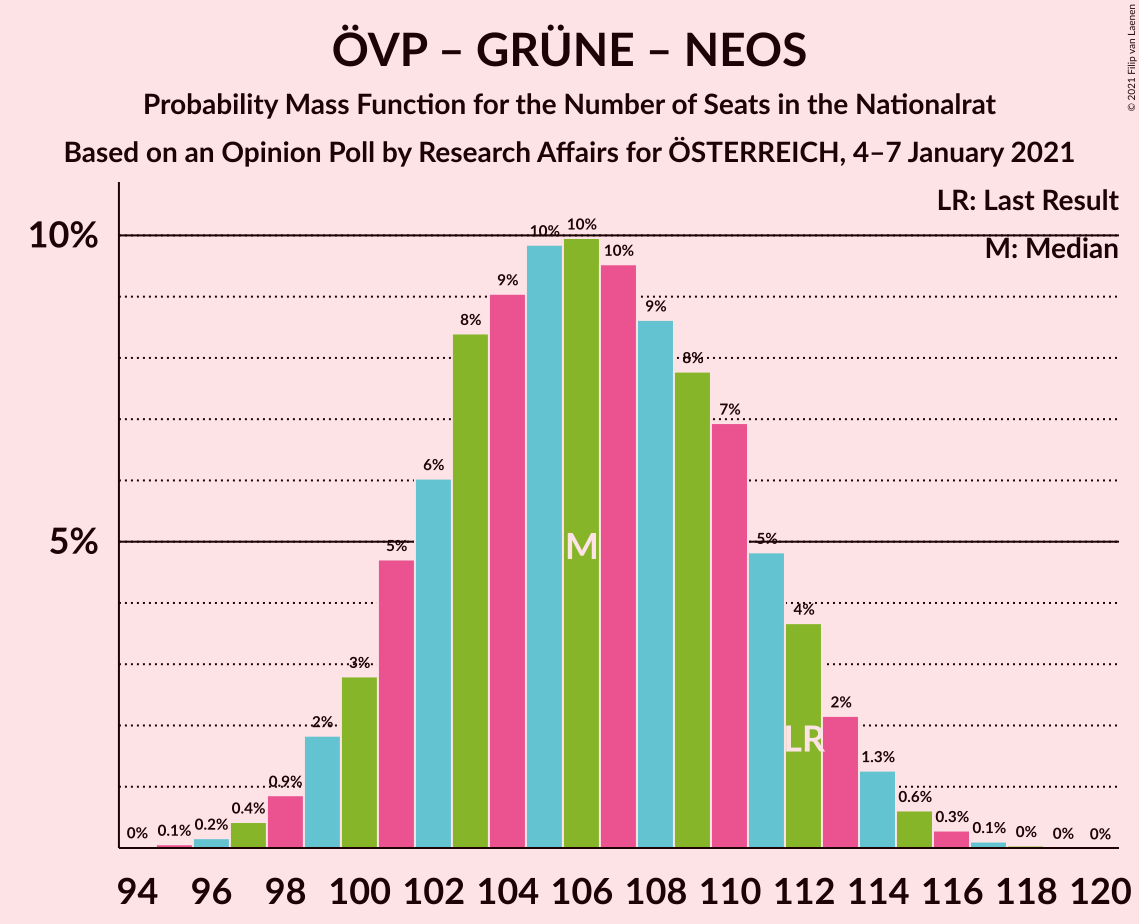 ÖVP – GRÜNE – NEOS
Probability Mass Function for the Number of Seats in the Nationalrat
Based on an Opinion Poll by Research Affairs for ÖSTERREICH, 4–7 January 2021
© 2021 Filip van Laenen
LR: Last Result
M: Median
10%
5%
0% 0.1% 0.2% 0.4% 0.9% 2% 3% 5% 6% 8% 9% 10% 10% 10% 9% 8% 7% 5% 4% 2% 1.3% 0.6% 0.3% 0.1% 0% 0% 0%
M
LR
94 96 98 100 102 104 106 108 110 112 114 116 118 120